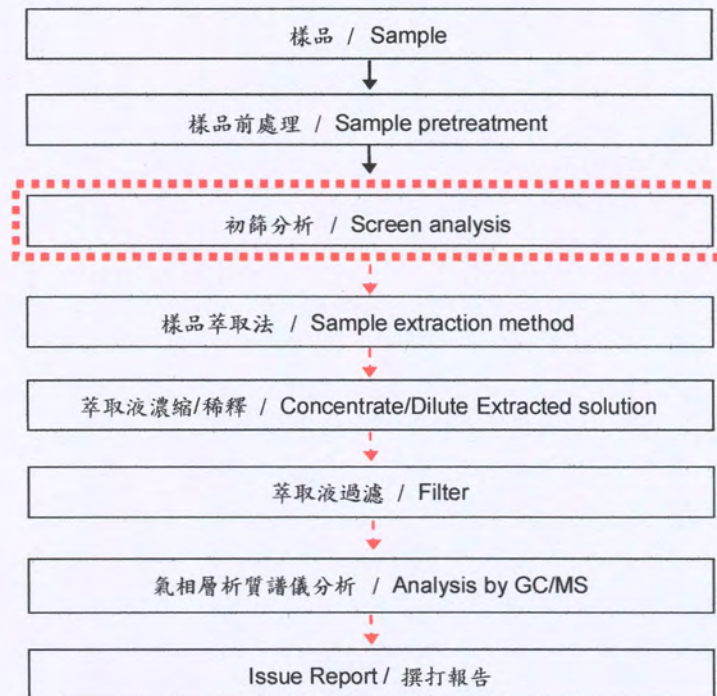 樣品 / Sample
樣品前處理 / Sample pretreatment
初篩分析 / Screen analysis
樣品萃取法 / Sample extraction method
萃取液濃縮/稀釋 / Concentrate/Dilute Extracted solution
萃取液過濾 / Filter
氣相層析質譜儀分析 / Analysis by GC/MS
Issue Report / 撰打報告